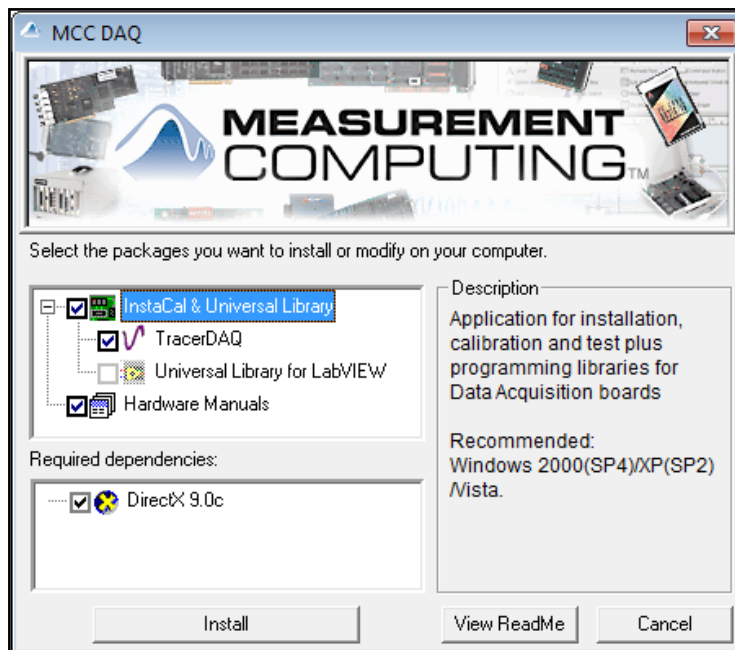 MCC DAQ
MEASUREMENT
COMPUTING™
Select the packages you want to install or modify on your computer.
InstaCal & Universal Library
TracerDAQ
Universal Library for LabVIEW
Hardware Manuals
Required dependencies:
DirectX 9.0c
Description
Application for installation,
calibration and test plus
programming libraries for
Data Acquisition boards
Recommended:
Windows 2000(SP4)/XP(SP2)
/Vista.
Install
View ReadMe
Cancel